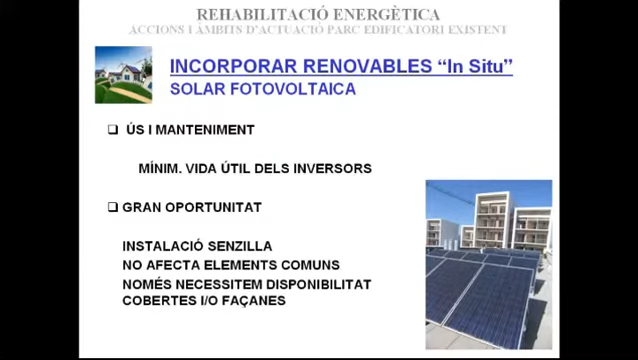 REHABILITACIÓ ENERGÈTICA
ACCIONS I ÀMBITS D'ACTUACIÓ PARC EDIFICATORI EXISTENT
INCORPORAR RENOVABLES “In Situ”
SOLAR FOTOVOLTAICA
ÚS I MANTENIMENT
MÍNIM. VIDA ÚTIL DELS INVERSORS
GRAN OPORTUNITAT
INSTALACIÓ SENZILLA
NO AFECTA ELEMENTS COMUNS
NOMÉS NECESSITEM DISPONIBILITAT
COBERTES I/O FAÇANES